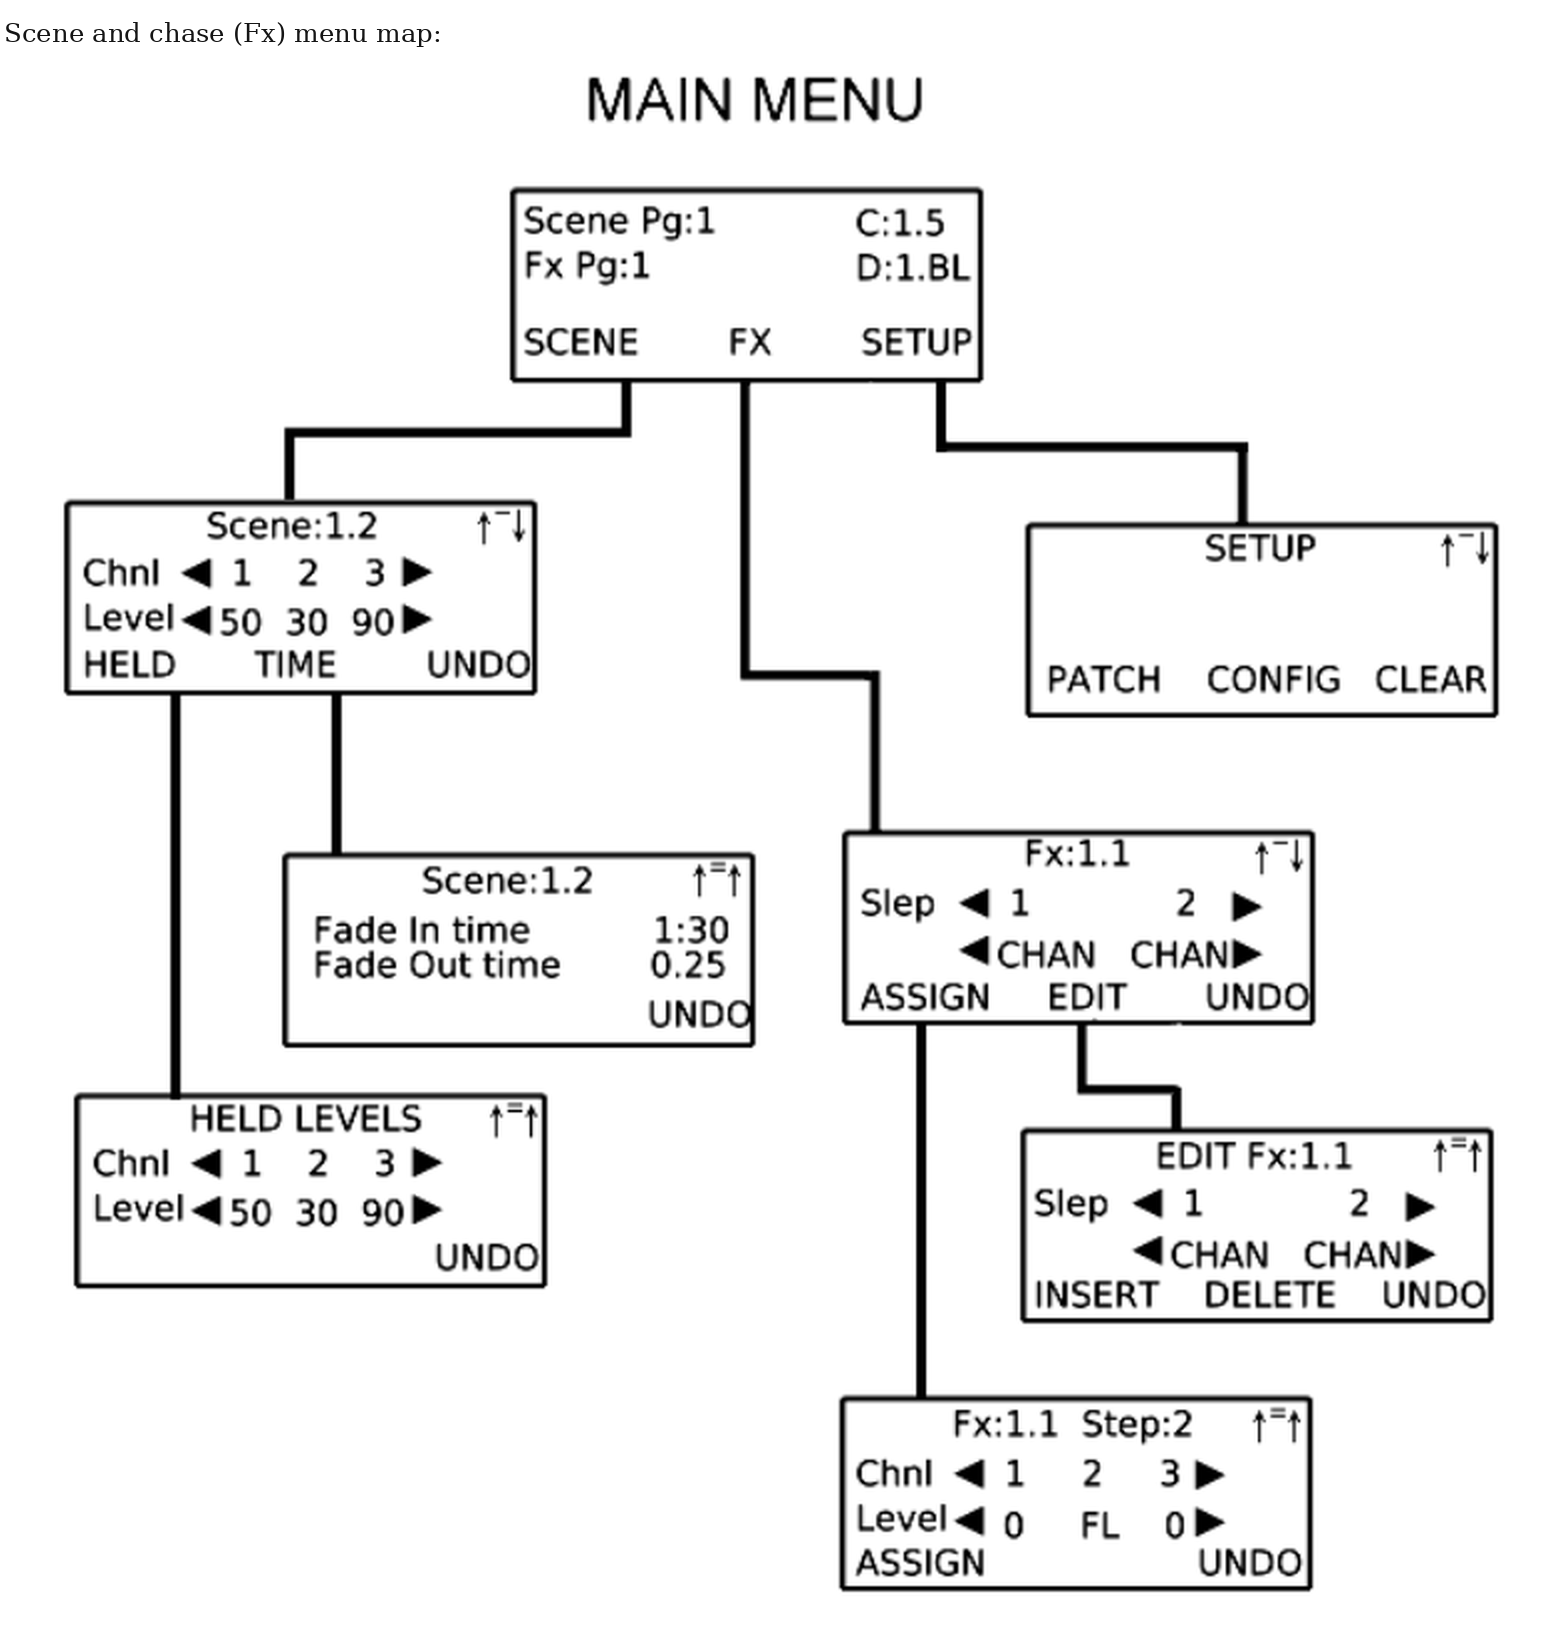 Scene and chase (Fx) menu map:
MAIN MENU
Scene Pg:1 C:1.5
Fx Pg:1 D:1.BL
SCENE FX SETUP
Scene:1.2 ↑–↓
Chnl ◀ 1 2 3 ▶
Level ◀ 50 30 90 ▶
HELD TIME UNDO
SETUP ↑–↓
PATCH CONFIG CLEAR
Scene:1.2 ↑=↑
Fade In time 1:30
Fade Out time 0.25
UNDO
Fx:1.1 ↑–↓
Slep ◀ 1 2 ▶
◀ CHAN CHAN ▶
ASSIGN EDIT UNDO
HELD LEVELS ↑=↑
Chnl ◀ 1 2 3 ▶
Level ◀ 50 30 90 ▶
UNDO
EDIT Fx:1.1 ↑=↑
Slep ◀ 1 2 ▶
◀ CHAN CHAN ▶
INSERT DELETE UNDO
Fx:1.1 Step:2 ↑=↑
Chnl ◀ 1 2 3 ▶
Level ◀ 0 FL 0 ▶
ASSIGN UNDO